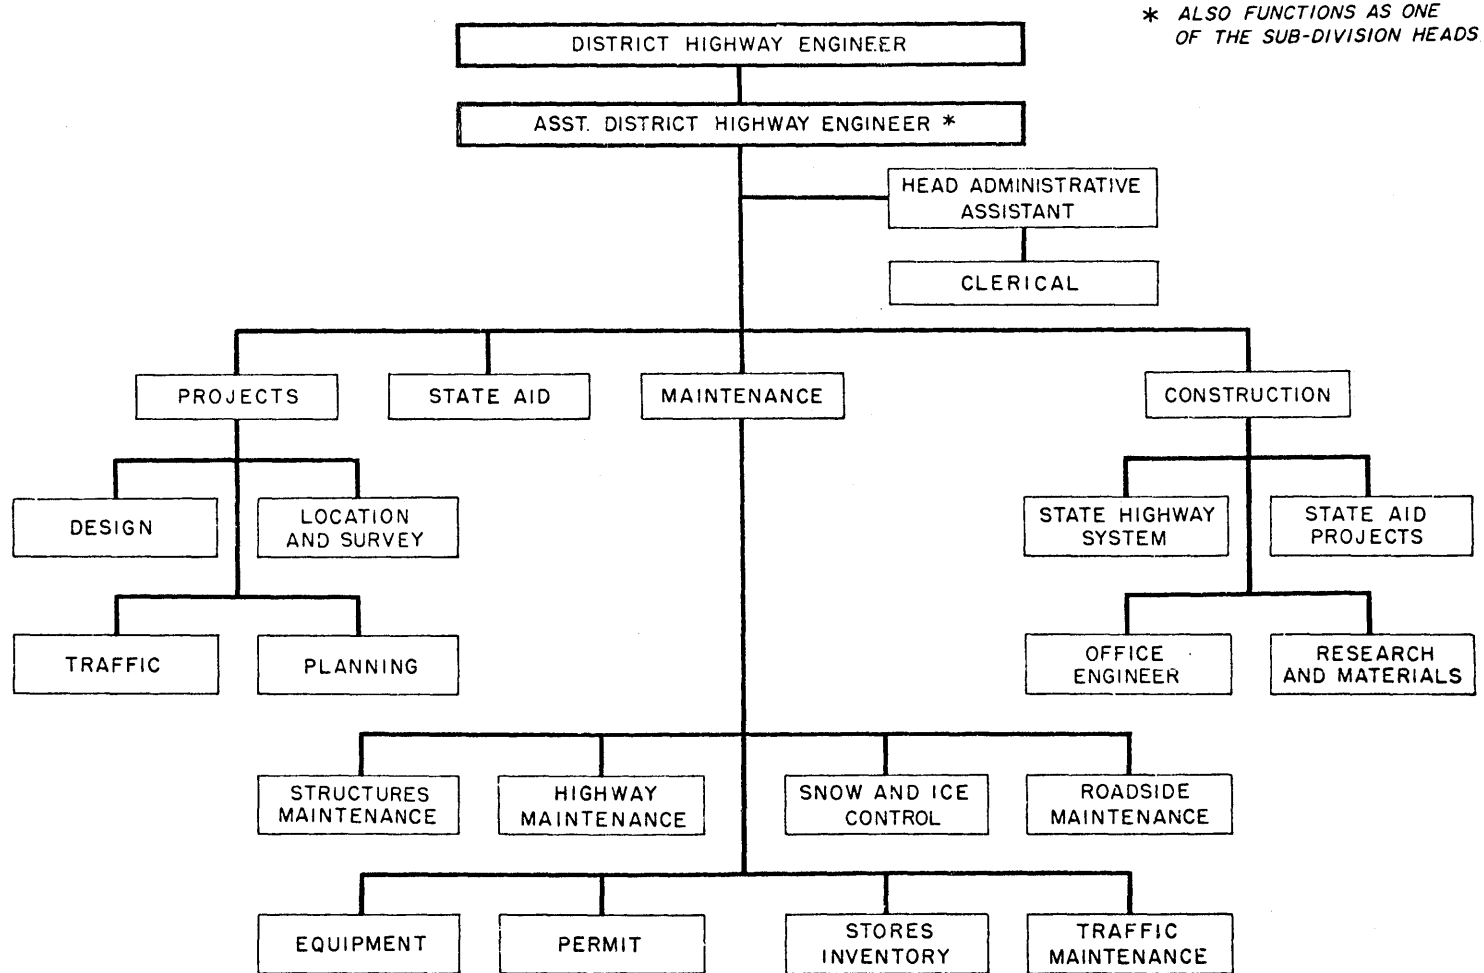 * ALSO FUNCTIONS AS ONE
OF THE SUB-DIVISION HEADS
DISTRICT HIGHWAY ENGINEER
ASST. DISTRICT HIGHWAY ENGINEER *
HEAD ADMINISTRATIVE
ASSISTANT
CLERICAL
PROJECTS
STATE AID
MAINTENANCE
CONSTRUCTION
DESIGN
LOCATION
AND SURVEY
STATE HIGHWAY
SYSTEM
STATE AID
PROJECTS
TRAFFIC
PLANNING
OFFICE
ENGINEER
RESEARCH
AND MATERIALS
STRUCTURES
MAINTENANCE
HIGHWAY
MAINTENANCE
SNOW AND ICE
CONTROL
ROADSIDE
MAINTENANCE
EQUIPMENT
PERMIT
STORES
INVENTORY
TRAFFIC
MAINTENANCE